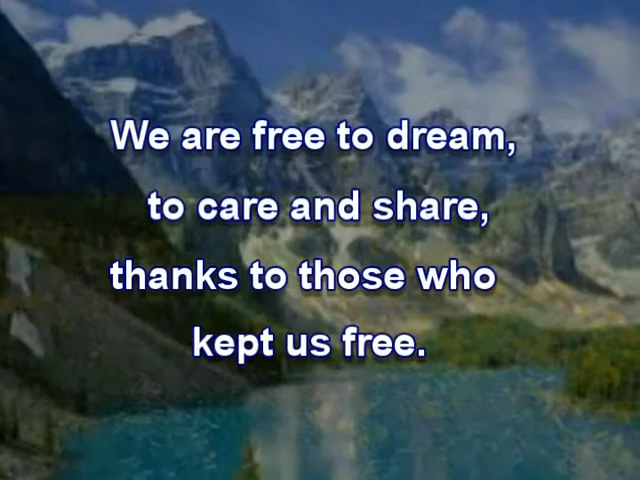 We are free to dream,
to care and share,
thanks to those who
kept us free.